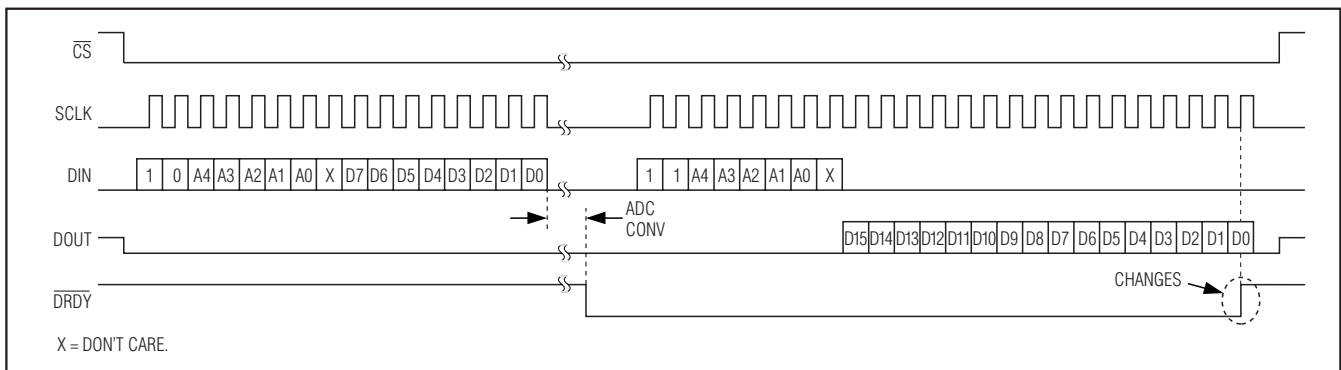 CS
SCLK
DIN 1 0 A4 A3 A2 A1 A0 X D7 D6 D5 D4 D3 D2 D1 D0 1 1 A4 A3 A2 A1 A0 X
ADC
CONV
DOUT D15 D14 D13 D12 D11 D10 D9 D8 D7 D6 D5 D4 D3 D2 D1 D0
CHANGES
DRDY
X = DON'T CARE.